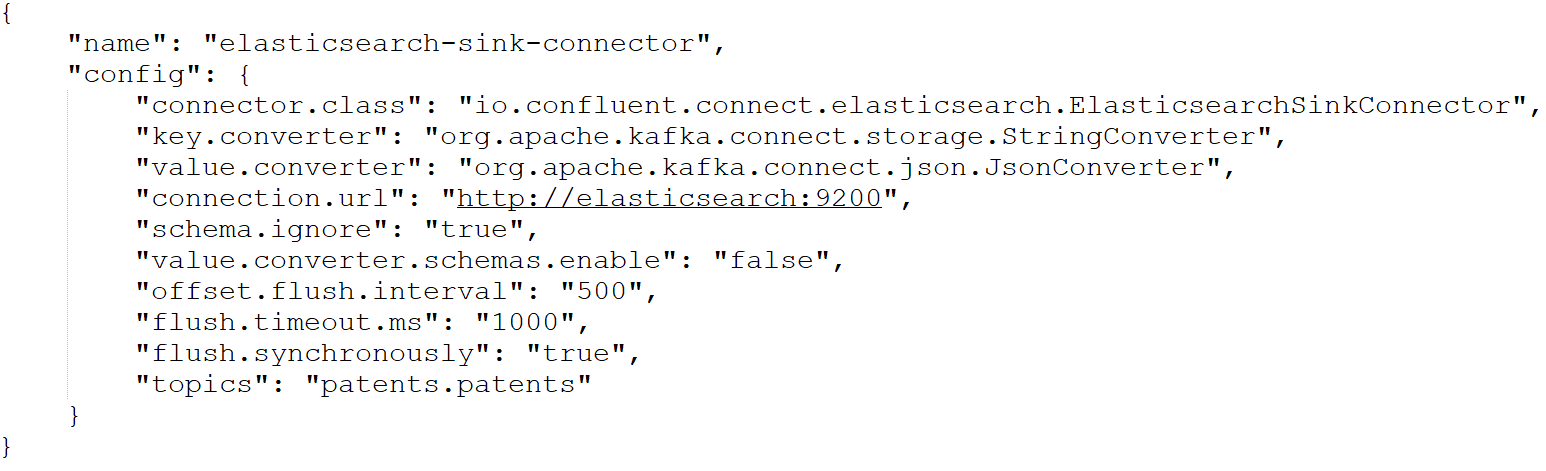 {
"name": "elasticsearch-sink-connector",
"config": {
"connector.class": "io.confluent.connect.elasticsearch.ElasticsearchSinkConnector",
"key.converter": "org.apache.kafka.connect.storage.StringConverter",
"value.converter": "org.apache.kafka.connect.json.JsonConverter",
"connection.url": "http://elasticsearch:9200",
"schema.ignore": "true",
"value.converter.schemas.enable": "false",
"offset.flush.interval": "500",
"flush.timeout.ms": "1000",
"flush.synchronously": "true",
"topics": "patents.patents"
}
}